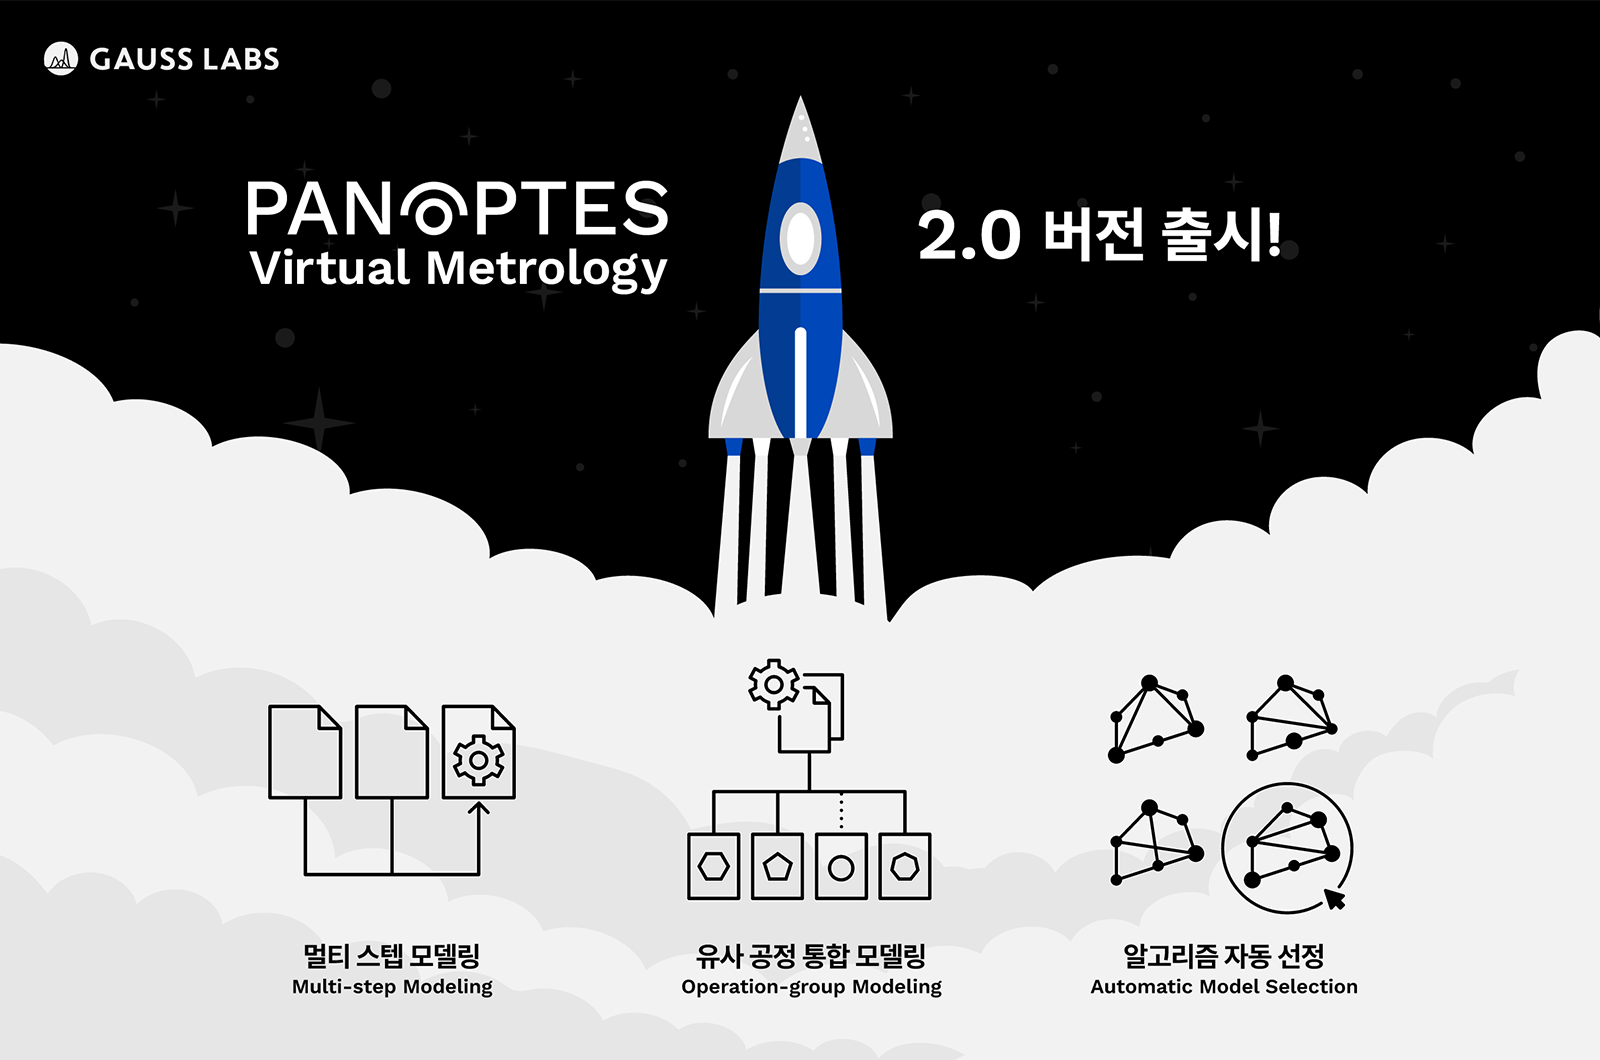 GAUSS LABS
PANOPTES
Virtual Metrology
2.0 버전 출시!
멀티 스텝 모델링
Multi-step Modeling
유사 공정 통합 모델링
Operation-group Modeling
알고리즘 자동 선정
Automatic Model Selection